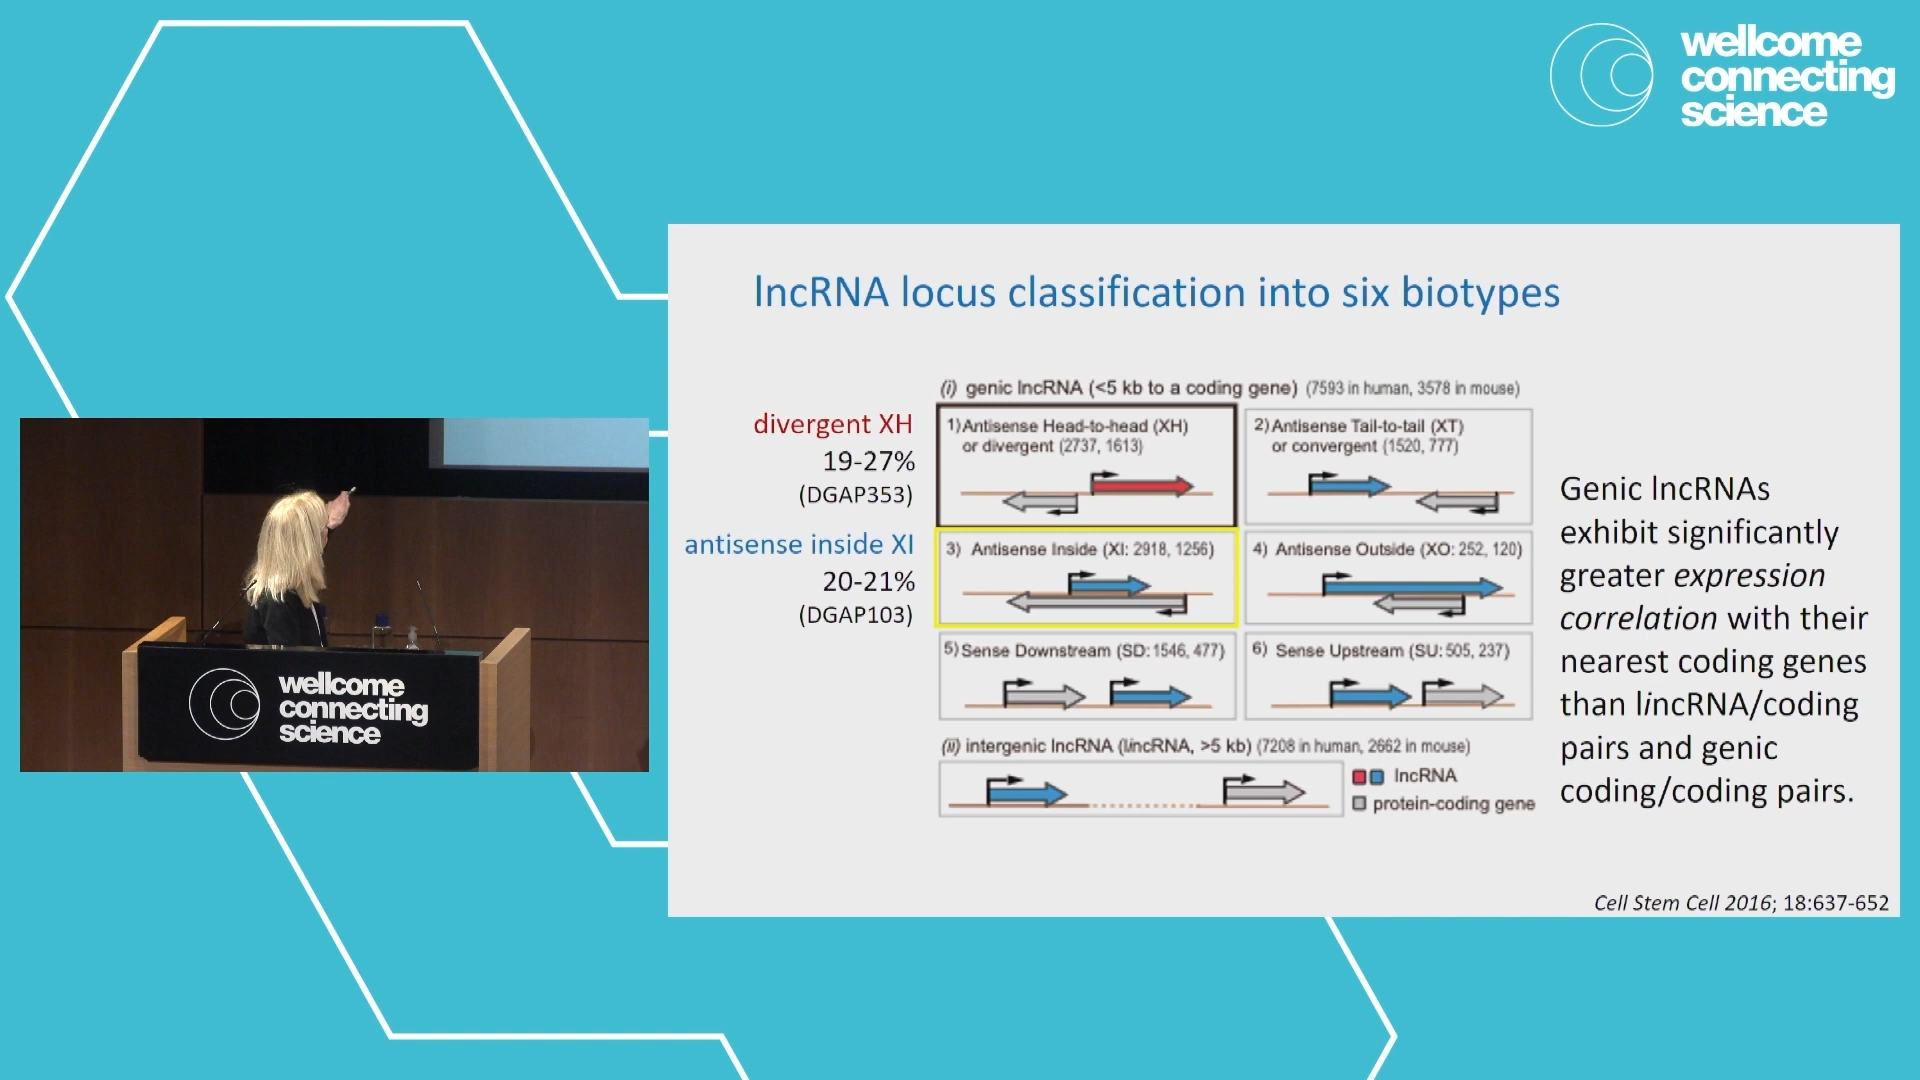 wellcome
connecting
science
lncRNA locus classification into six biotypes
divergent XH
19-27%
(DGAP353)
antisense inside XI
20-21%
(DGAP103)
(i) genic lncRNA (<5 kb to a coding gene) (7593 in human, 3578 in mouse)
1) Antisense Head-to-head (XH)
or divergent (2737, 1613)
2) Antisense Tail-to-tail (XT)
or convergent (1520, 777)
3) Antisense Inside (XI: 2918, 1256)
4) Antisense Outside (XO: 252, 120)
5) Sense Downstream (SD: 1546, 477)
6) Sense Upstream (SU: 505, 237)
(ii) intergenic lncRNA (lincRNA, >5 kb) (7208 in human, 2662 in mouse)
lncRNA
protein-coding gene
Genic lncRNAs
exhibit significantly
greater expression
correlation with their
nearest coding genes
than lincRNA/coding
pairs and genic
coding/coding pairs.
Cell Stem Cell 2016; 18:637-652
wellcome
connecting
science